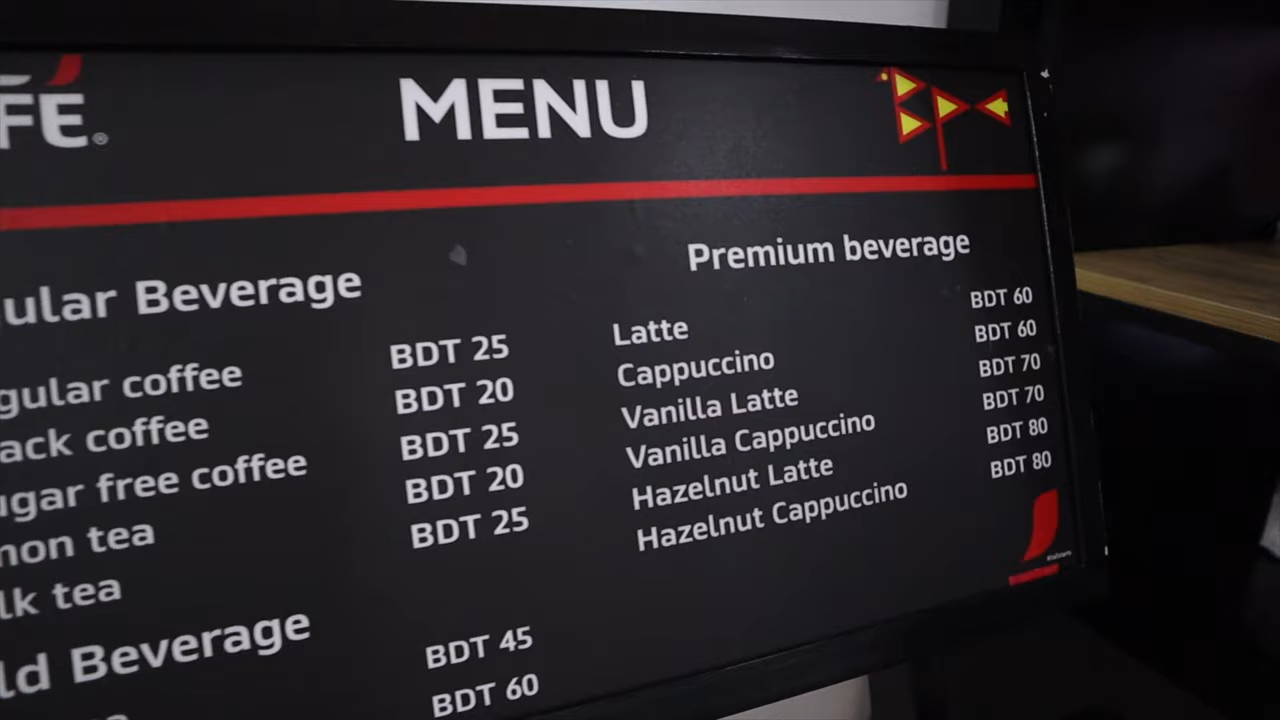 FE®
MENU
ular Beverage
gular coffee BDT 25
ack coffee BDT 20
ugar free coffee BDT 25
mon tea BDT 20
lk tea BDT 25
ld Beverage
BDT 45
BDT 60
Premium beverage
Latte BDT 60
Cappuccino BDT 60
Vanilla Latte BDT 70
Vanilla Cappuccino BDT 70
Hazelnut Latte BDT 80
Hazelnut Cappuccino BDT 80